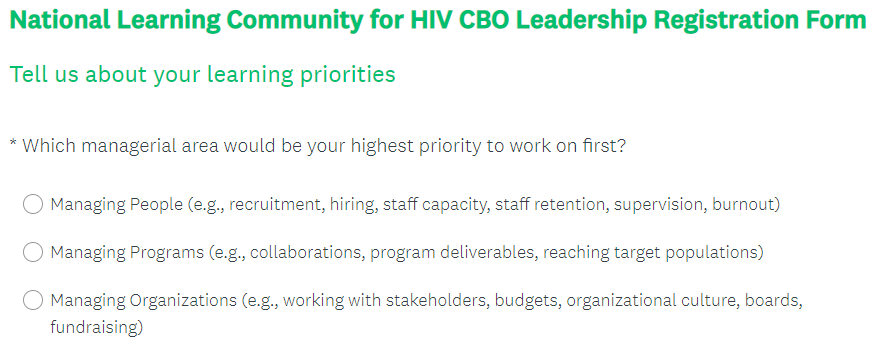 National Learning Community for HIV CBO Leadership Registration Form
Tell us about your learning priorities
* Which managerial area would be your highest priority to work on first?
Managing People (e.g., recruitment, hiring, staff capacity, staff retention, supervision, burnout)
Managing Programs (e.g., collaborations, program deliverables, reaching target populations)
Managing Organizations (e.g., working with stakeholders, budgets, organizational culture, boards,
fundraising)